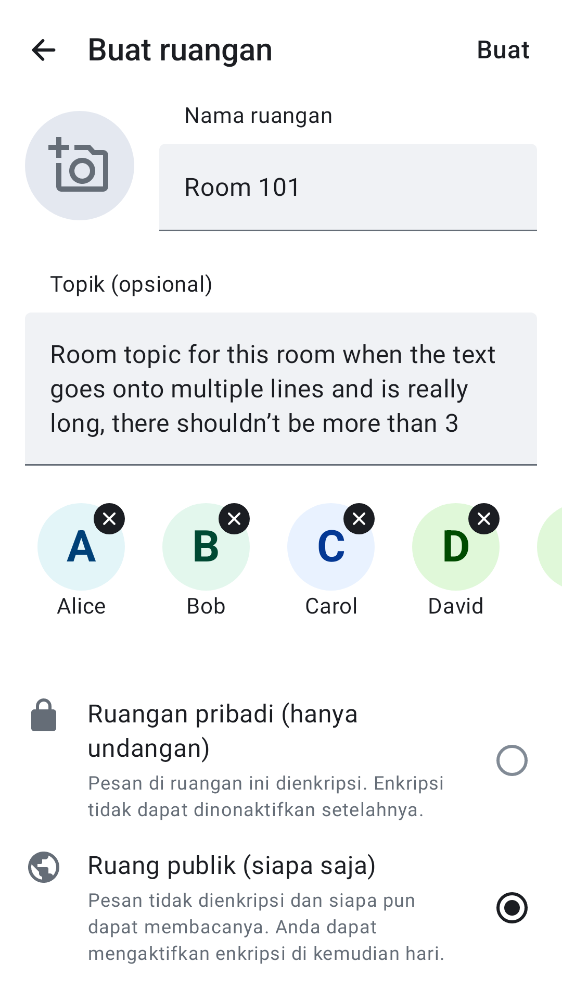 Buat ruangan
Buat
Nama ruangan
Room 101
Topik (opsional)
Room topic for this room when the text
goes onto multiple lines and is really
long, there shouldn’t be more than 3
A
B
C
D
Alice
Bob
Carol
David
Ruangan pribadi (hanya
undangan)
Pesan di ruangan ini dienkripsi. Enkripsi
tidak dapat dinonaktifkan setelahnya.
Ruang publik (siapa saja)
Pesan tidak dienkripsi dan siapa pun
dapat membacanya. Anda dapat
mengaktifkan enkripsi di kemudian hari.